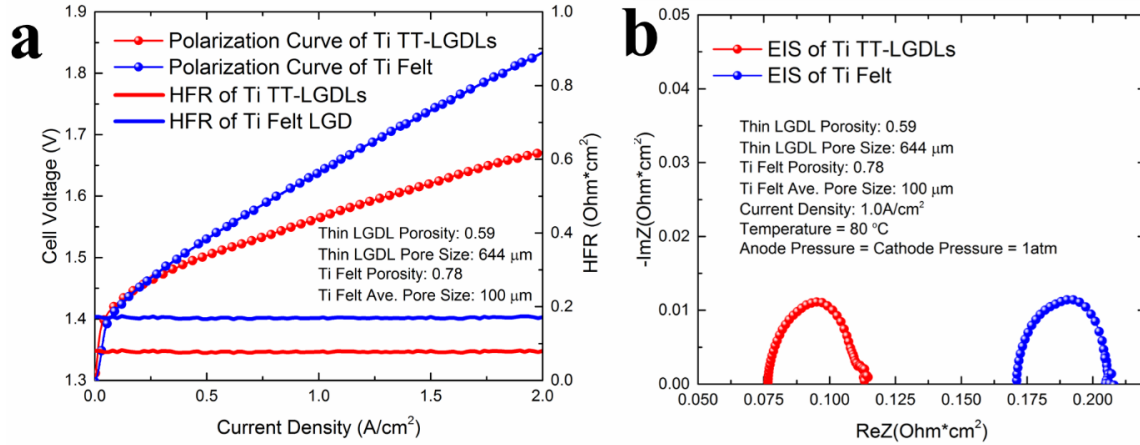 a
Polarization Curve of Ti TT-LGDLs
Polarization Curve of Ti Felt
HFR of Ti TT-LGDLs
HFR of Ti Felt LGD
Thin LGDL Porosity: 0.59
Thin LGDL Pore Size: 644 μm
Ti Felt Porosity: 0.78
Ti Felt Ave. Pore Size: 100 μm
Cell Voltage (V)
1.9
1.8
1.7
1.6
1.5
1.4
1.3
HFR (Ohm*cm²)
1.0
0.8
0.6
0.4
0.2
0.0
0.0 0.5 1.0 1.5 2.0
Current Density (A/cm²)
b
EIS of Ti TT-LGDLs
EIS of Ti Felt
Thin LGDL Porosity: 0.59
Thin LGDL Pore Size: 644 μm
Ti Felt Porosity: 0.78
Ti Felt Ave. Pore Size: 100 μm
Current Density: 1.0A/cm²
Temperature = 80 °C
Anode Pressure = Cathode Pressure = 1atm
-ImZ(Ohm*cm²)
0.05
0.04
0.03
0.02
0.01
0.00
0.050 0.075 0.100 0.125 0.150 0.175 0.200
ReZ(Ohm*cm²)